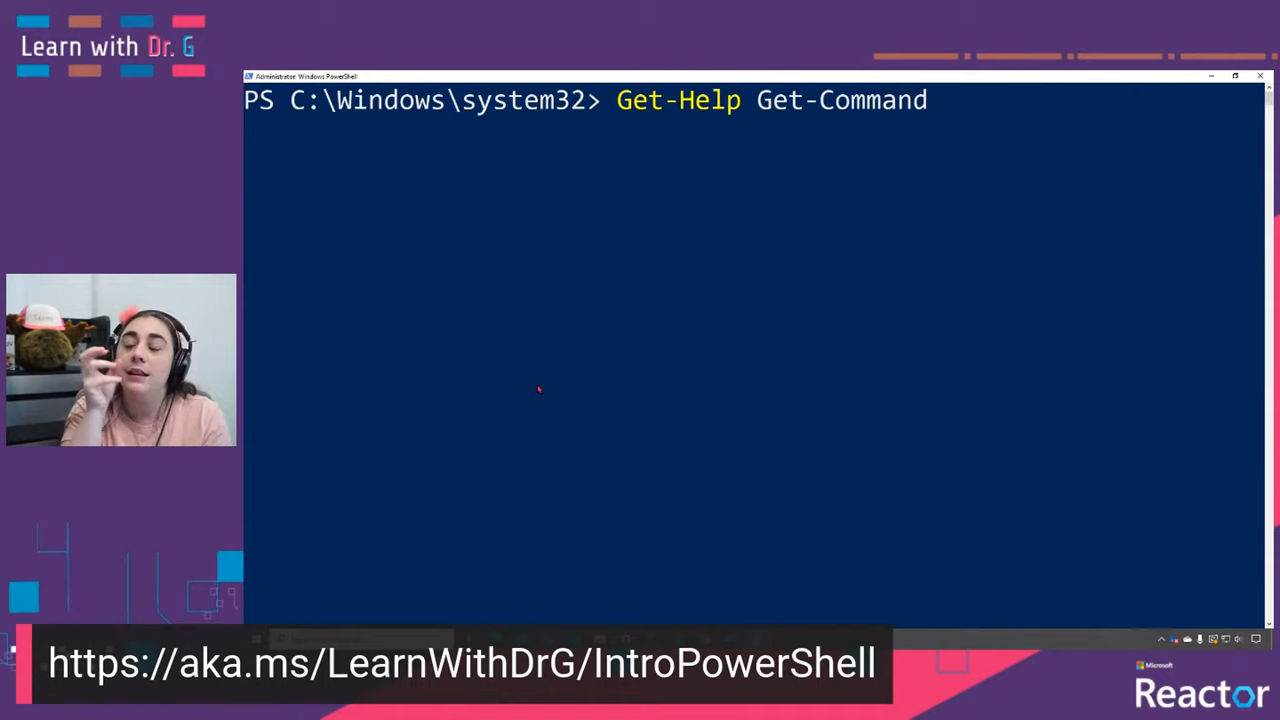 Learn with Dr. G
Administrator: Windows PowerShell
PS C:\Windows\system32> Get-Help Get-Command
https://aka.ms/LearnWithDrG/IntroPowerShell
Microsoft
Reactor